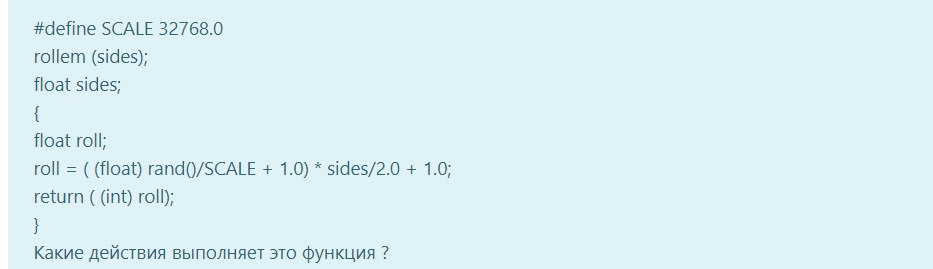 #define SCALE 32768.0
rollem (sides);
float sides;
{
float roll;
roll = ( (float) rand()/SCALE + 1.0) * sides/2.0 + 1.0;
return ( (int) roll);
}
Какие действия выполняет это функция ?